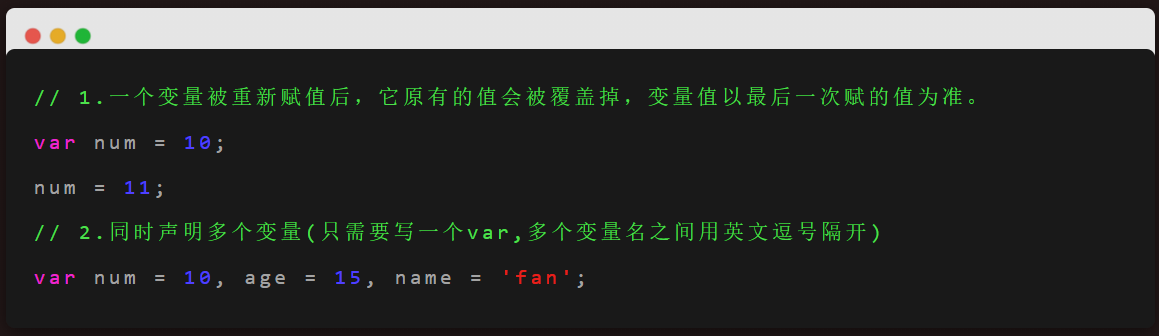 // 1.一个变量被重新赋值后，它原有的值会被覆盖掉，变量值以最后一次赋的值为准。
var num = 10;
num = 11;
// 2.同时声明多个变量(只需要写一个var,多个变量名之间用英文逗号隔开)
var num = 10, age = 15, name = 'fan';